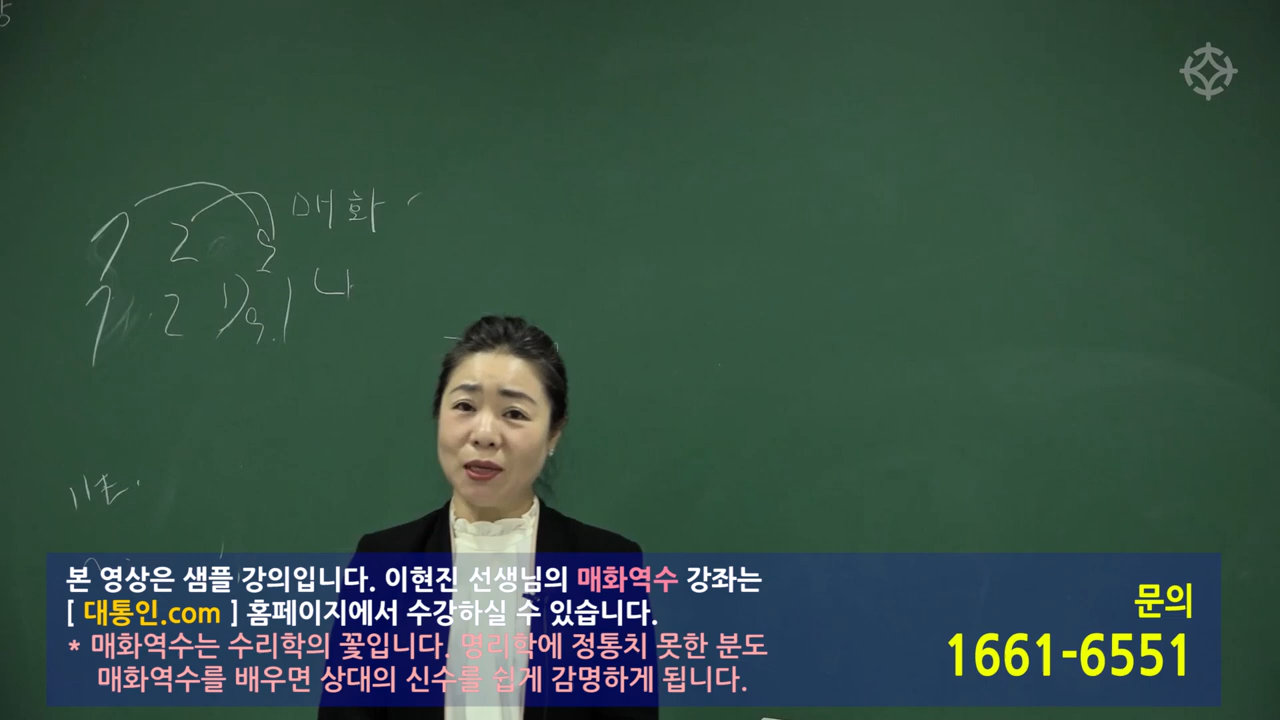 매화
7 2 9
나
본 영상은 샘플 강의입니다. 이현진 선생님의 매화역수 강좌는
[ 대통인.com ] 홈페이지에서 수강하실 수 있습니다.
* 매화역수는 수리학의 꽃입니다. 명리학에 정통치 못한 분도
매화역수를 배우면 상대의 신수를 쉽게 감명하게 됩니다.
문의
1661-6551